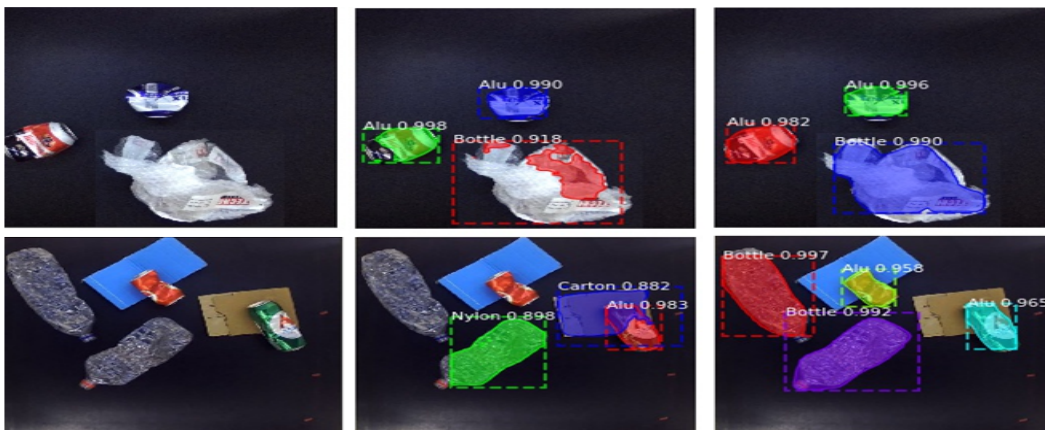 Alu 0.990
Alu 0.998
Bottle 0.918
Alu 0.996
Alu 0.982
Bottle 0.990
Carton 0.882
Alu 0.983
Nylon 0.898
Bottle 0.997
Alu 0.958
Alu 0.965
Bottle 0.992